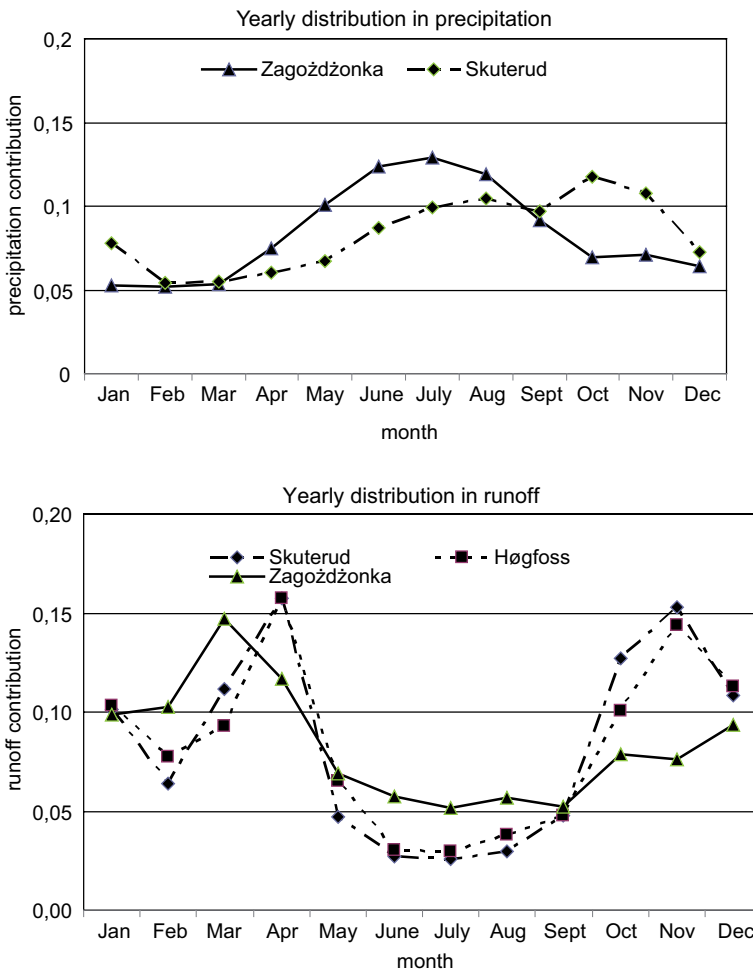 Yearly distribution in precipitation
0,2
Zagożdżonka Skuterud
0,15
0,1
0,05
0
precipitation contribution
Jan Feb Mar Apr May June July Aug Sept Oct Nov Dec
month
Yearly distribution in runoff
0,20
Skuterud Høgfoss
Zagożdżonka
0,15
0,10
0,05
0,00
runoff contribution
Jan Feb Mar Apr May June July Aug Sept Oct Nov Dec
month